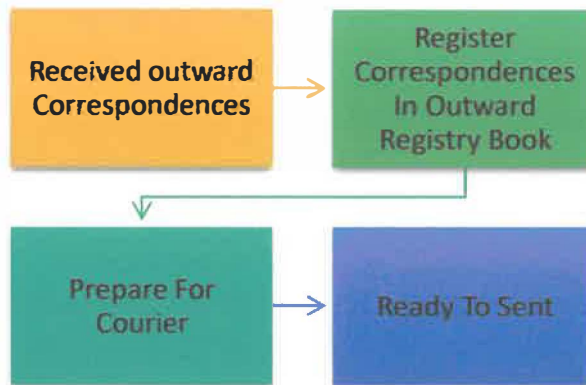 Received outward
Correspondences
Register
Correspondences
In Outward
Registry Book
Prepare For
Courier
Ready To Sent